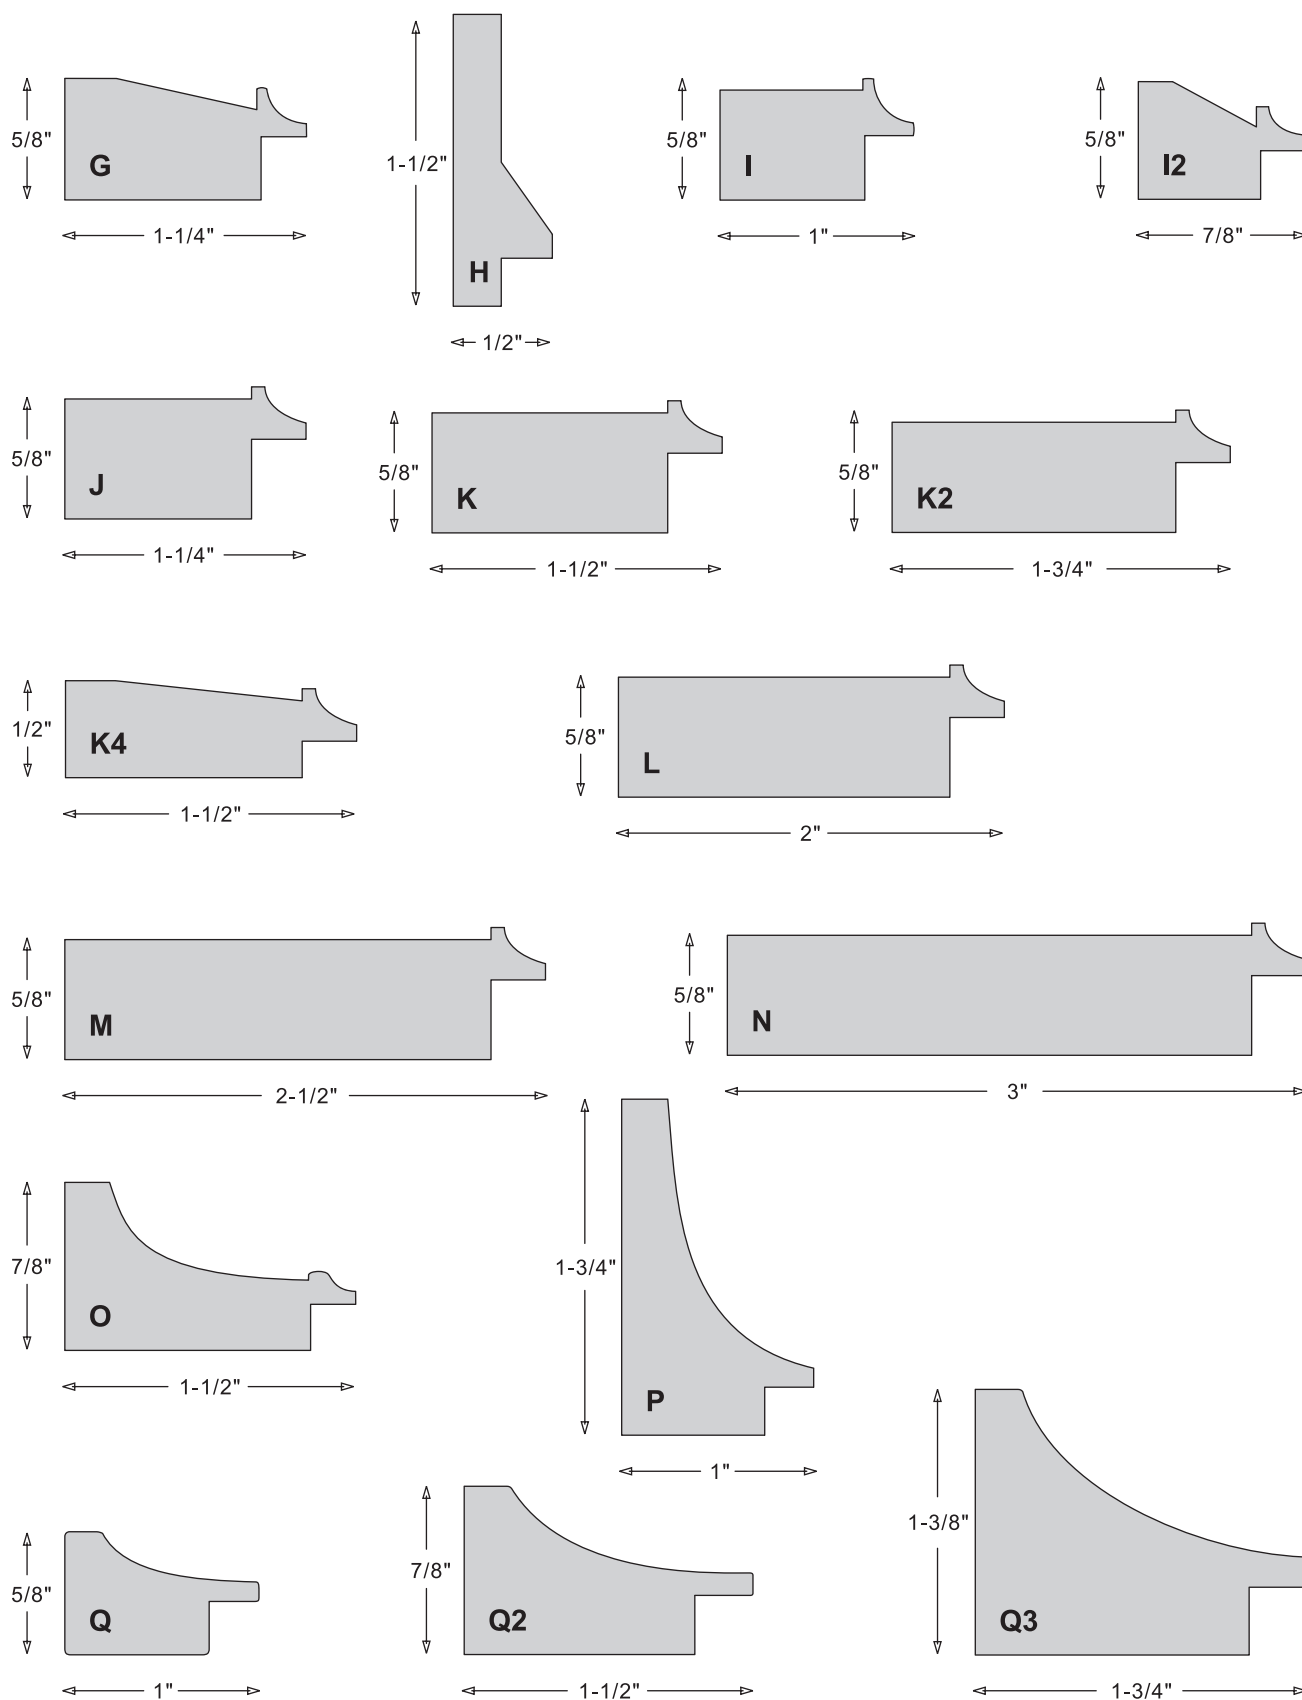 5/8"
G
1-1/4"
1-1/2"
H
1/2"
5/8"
I
1"
5/8"
I2
7/8"
5/8"
J
1-1/4"
5/8"
K
1-1/2"
5/8"
K2
1-3/4"
1/2"
K4
1-1/2"
5/8"
L
2"
5/8"
M
2-1/2"
5/8"
N
3"
7/8"
O
1-1/2"
1-3/4"
P
1"
5/8"
Q
1"
7/8"
Q2
1-1/2"
1-3/8"
Q3
1-3/4"